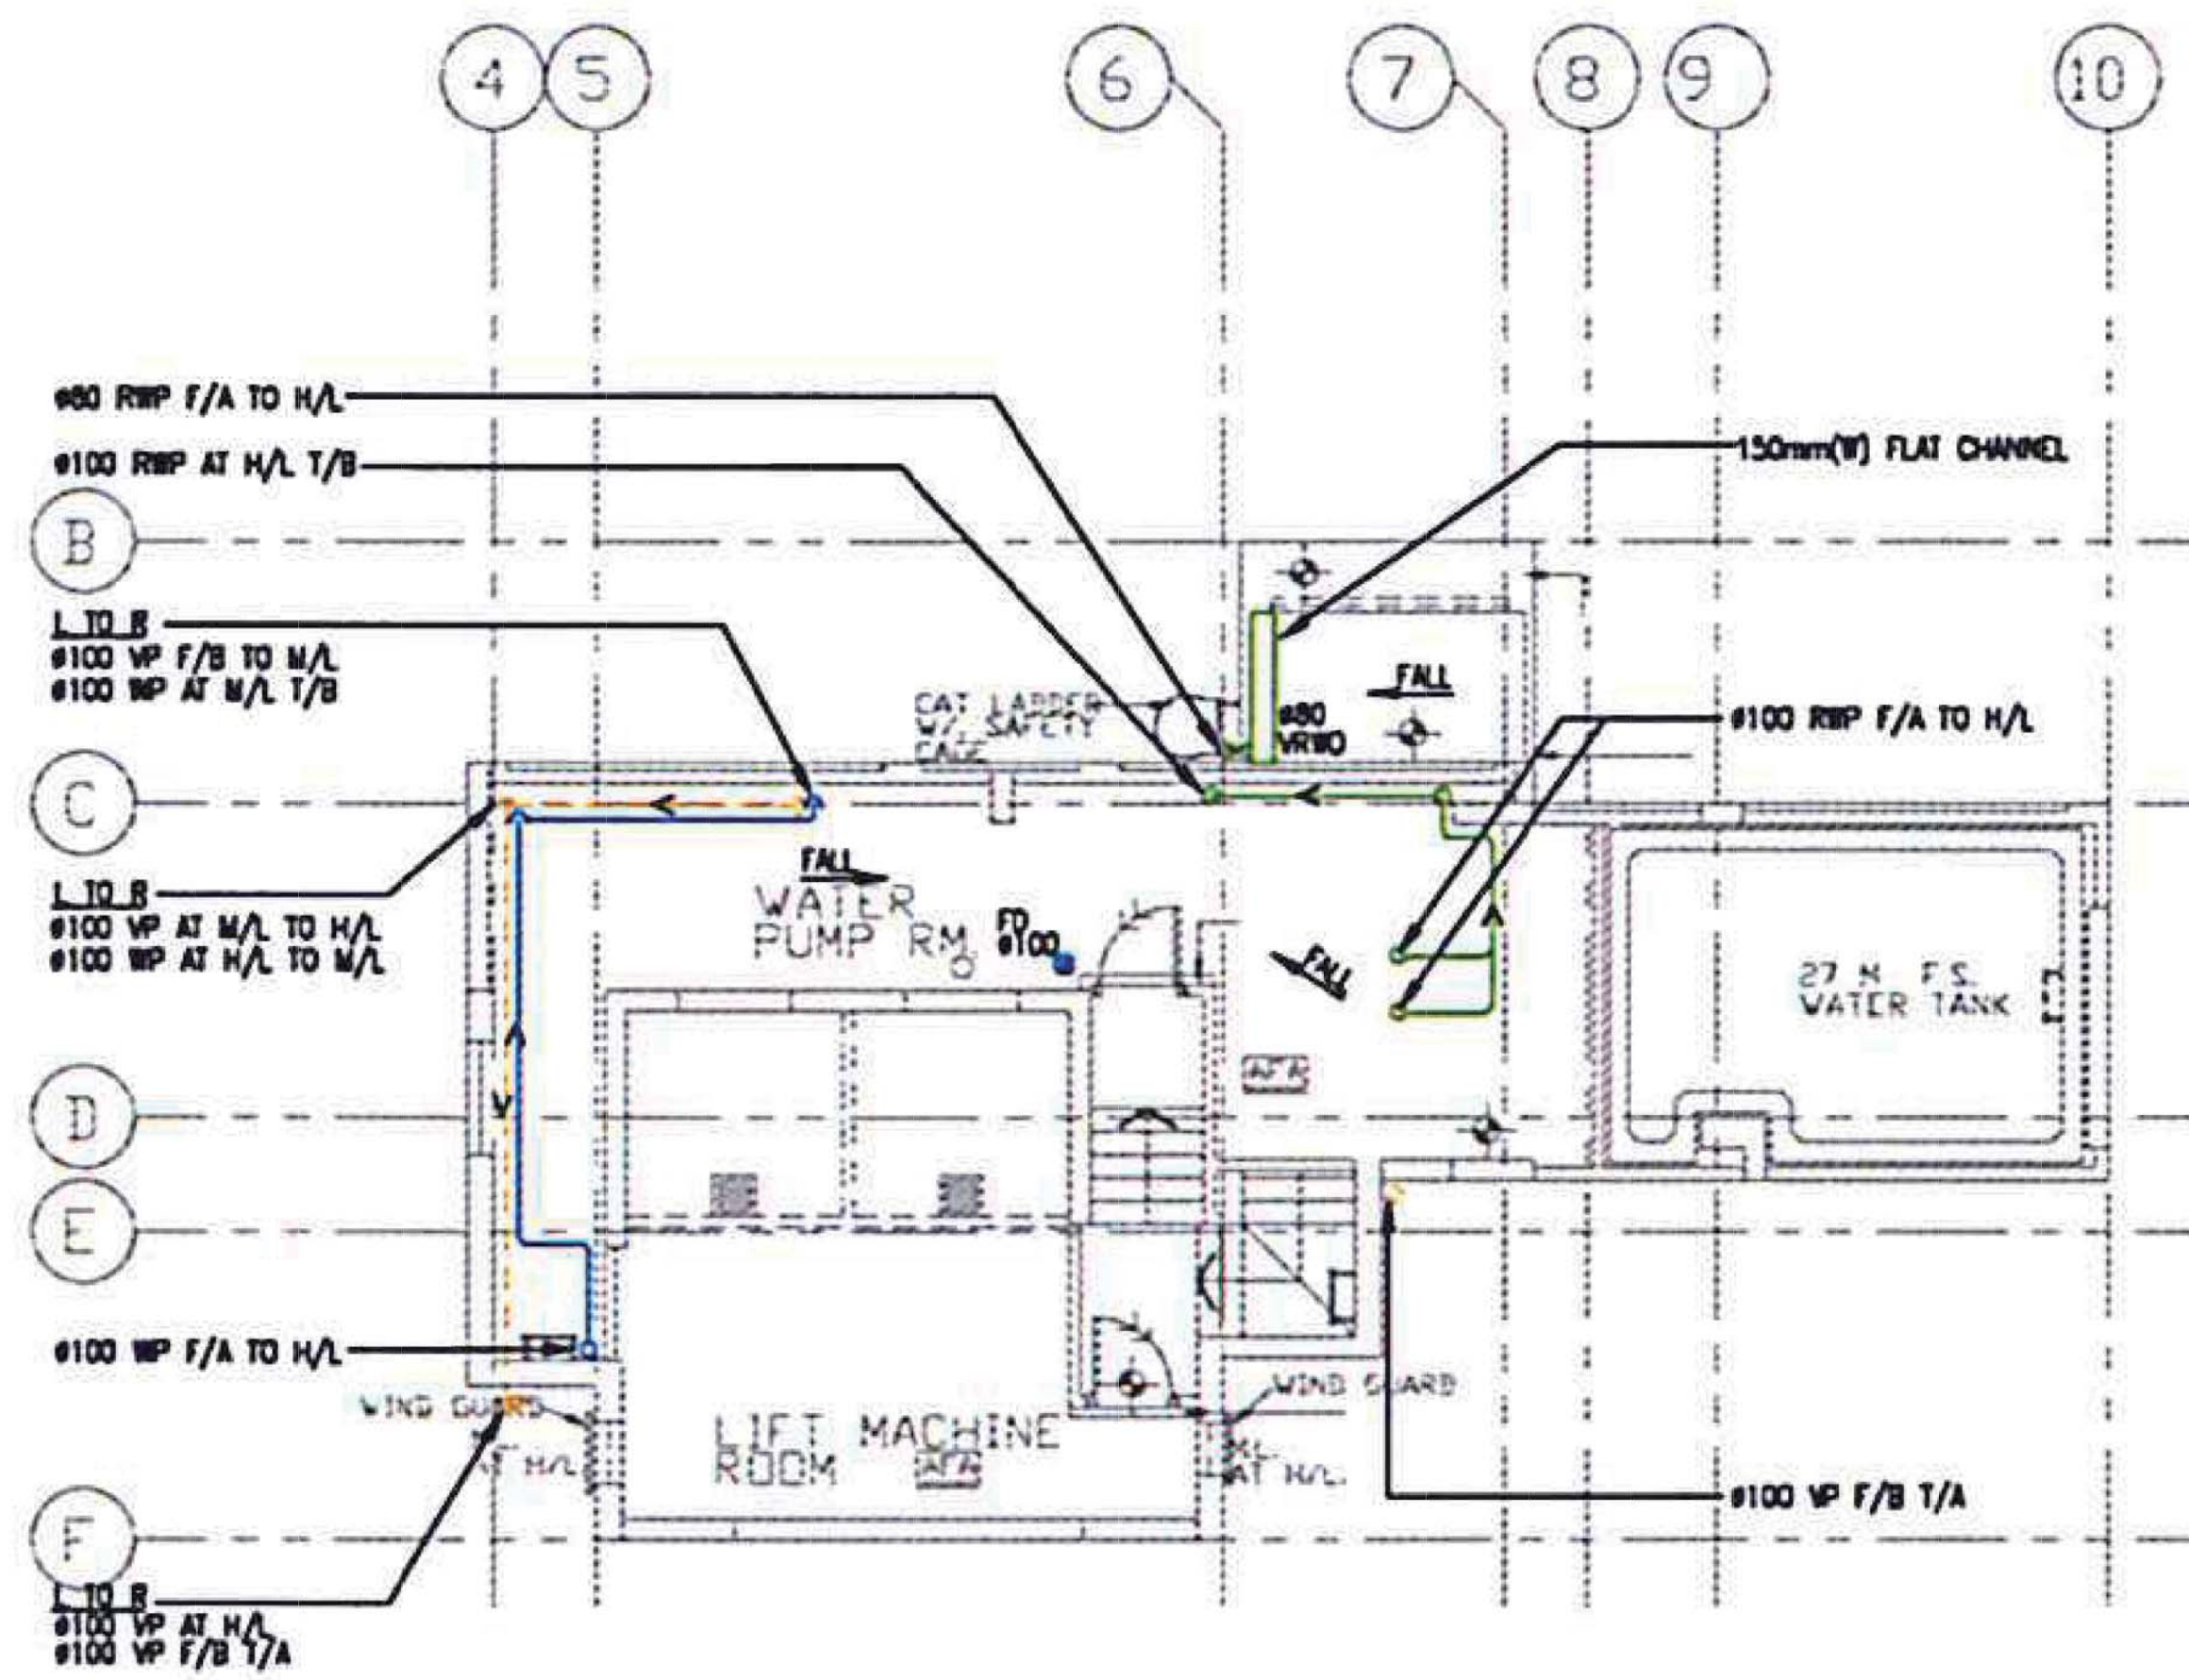 4
5
6
7
8
9
10
ø80 RWP F/A TO H/L
ø100 RWP AT H/L T/B
150mm(W) FLAT CHANNEL
B
L TO R
ø100 VP F/B TO M/L
ø100 WP AT M/L T/B
FALL
CAT LADDER
W/ SAFETY
CAGE
ø80
VRWO
ø100 RWP F/A TO H/L
C
L TO R
ø100 VP AT M/L TO H/L
ø100 WP AT H/L TO M/L
FALL
WATER
PUMP RM.
FD
ø100
FALL
27 M F.S.
WATER TANK
D
E
ø100 WP F/A TO H/L
WIND GUARD
AT H/L
WIND GUARD
AT H/L
LIFT MACHINE
ROOM
ø100 VP F/B T/A
F
L TO R
ø100 VP AT H/L
ø100 VP F/B T/A